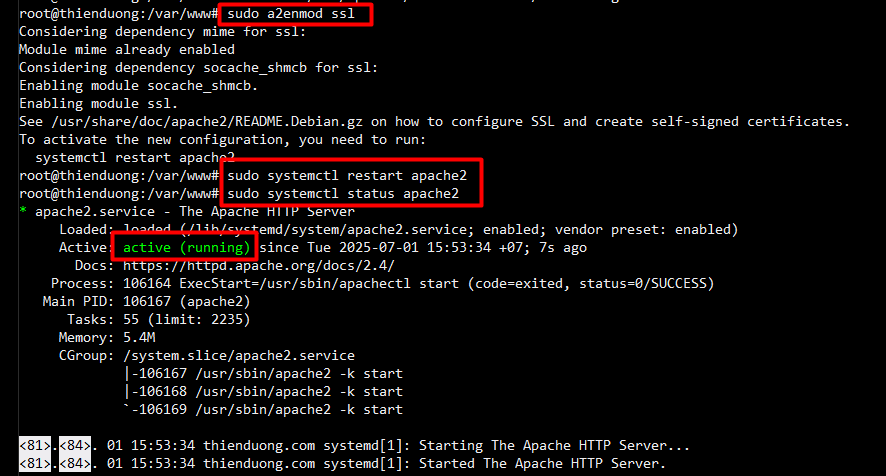 root@thienduong:/var/www# sudo a2enmod ssl
Considering dependency mime for ssl:
Module mime already enabled
Considering dependency socache_shmcb for ssl:
Enabling module socache_shmcb.
Enabling module ssl.
See /usr/share/doc/apache2/README.Debian.gz on how to configure SSL and create self-signed certificates.
To activate the new configuration, you need to run:
  systemctl restart apache2
root@thienduong:/var/www# sudo systemctl restart apache2
root@thienduong:/var/www# sudo systemctl status apache2
* apache2.service - The Apache HTTP Server
     Loaded: loaded (/lib/systemd/system/apache2.service; enabled; vendor preset: enabled)
     Active: active (running) since Tue 2025-07-01 15:53:34 +07; 7s ago
       Docs: https://httpd.apache.org/docs/2.4/
    Process: 106164 ExecStart=/usr/sbin/apachectl start (code=exited, status=0/SUCCESS)
   Main PID: 106167 (apache2)
      Tasks: 55 (limit: 2235)
     Memory: 5.4M
     CGroup: /system.slice/apache2.service
             |-106167 /usr/sbin/apache2 -k start
             |-106168 /usr/sbin/apache2 -k start
             `-106169 /usr/sbin/apache2 -k start
<81>.<84>. 01 15:53:34 thienduong.com systemd[1]: Starting The Apache HTTP Server...
<81>.<84>. 01 15:53:34 thienduong.com systemd[1]: Started The Apache HTTP Server.